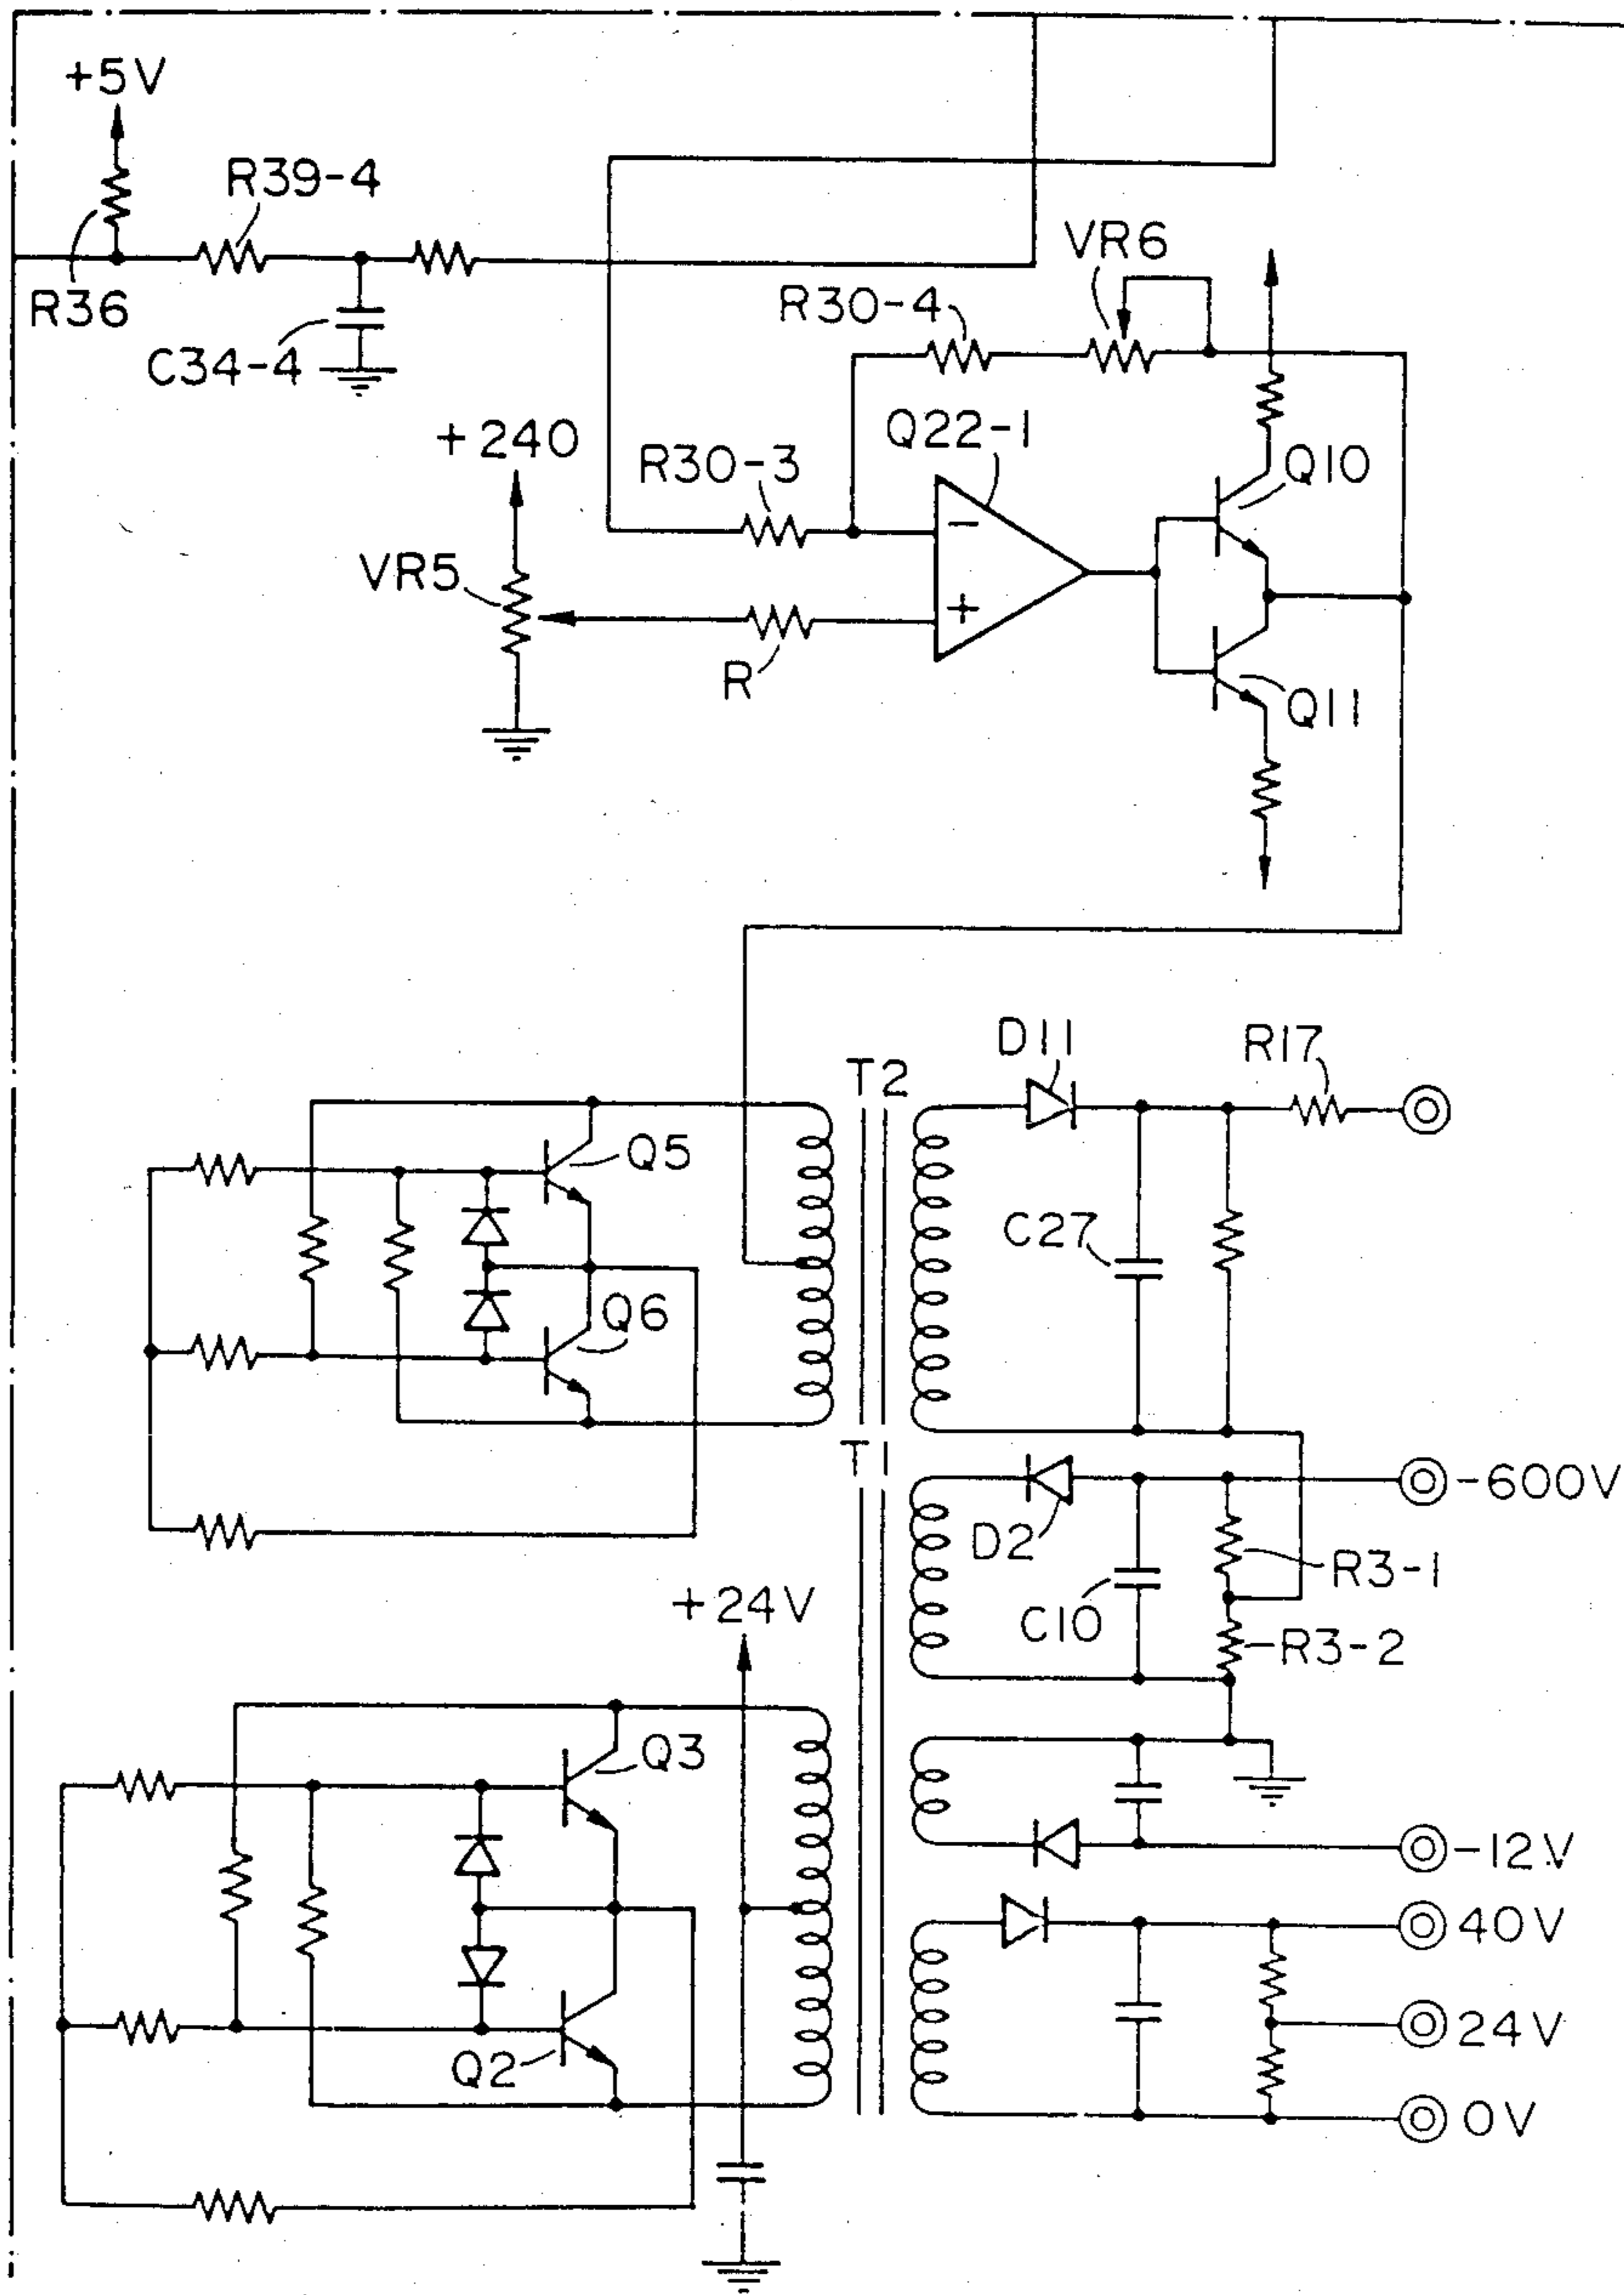 +5V
R39-4
R36
C34-4
VR6
R30-4
+240
Q22-1
R30-3
Q10
VR5
R
Q11
−
+
D11
R17
T2
Q5
C27
Q6
T1
-600V
D2
R3-1
+24V
C10
R3-2
Q3
-12V
40V
24V
Q2
0V